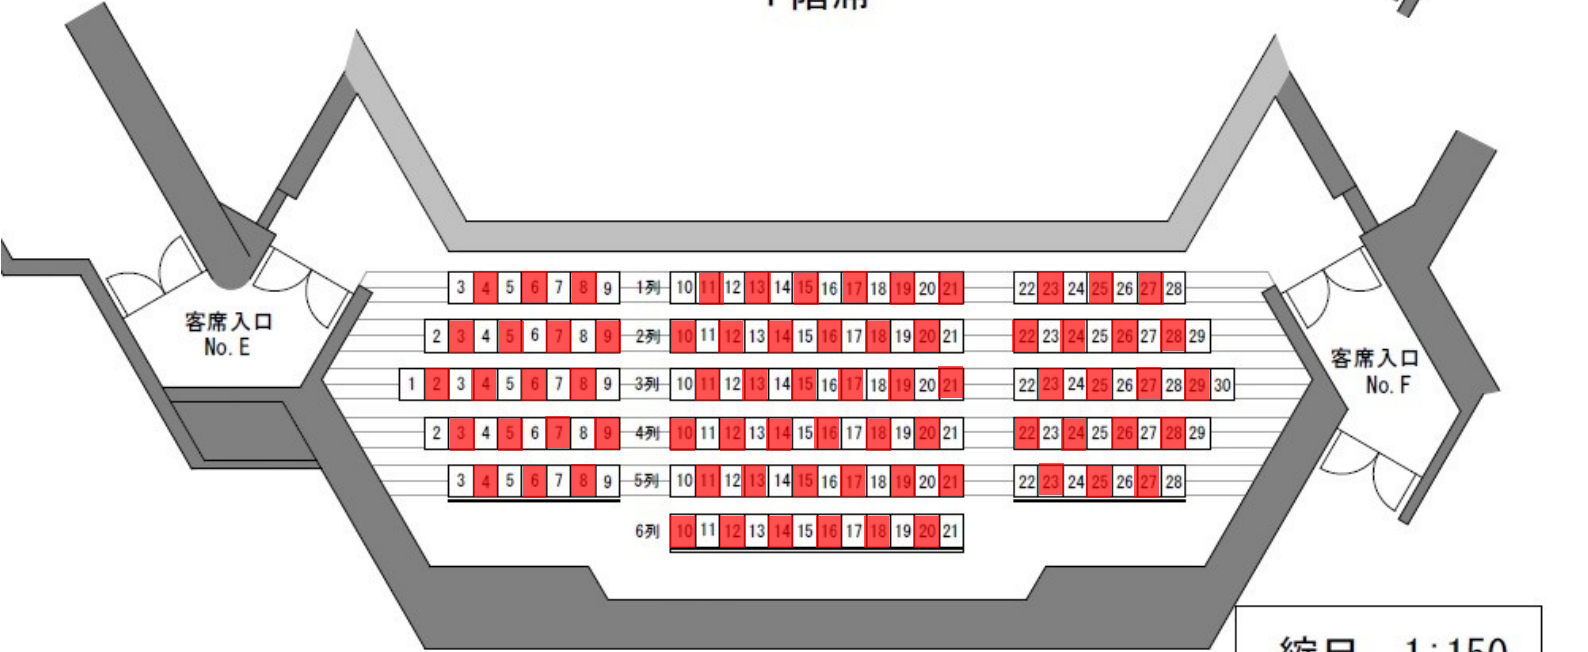 3 4 5 6 7 8 9 1列 10 11 12 13 14 15 16 17 18 19 20 21 22 23 24 25 26 27 28
2 3 4 5 6 7 8 9 2列 10 11 12 13 14 15 16 17 18 19 20 21 22 23 24 25 26 27 28 29
客席入口
No.E
1 2 3 4 5 6 7 8 9 3列 10 11 12 13 14 15 16 17 18 19 20 21 22 23 24 25 26 27 28 29 30
客席入口
No.F
2 3 4 5 6 7 8 9 4列 10 11 12 13 14 15 16 17 18 19 20 21 22 23 24 25 26 27 28 29
3 4 5 6 7 8 9 5列 10 11 12 13 14 15 16 17 18 19 20 21 22 23 24 25 26 27 28
6列 10 11 12 13 14 15 16 17 18 19 20 21
縮尺 1:150